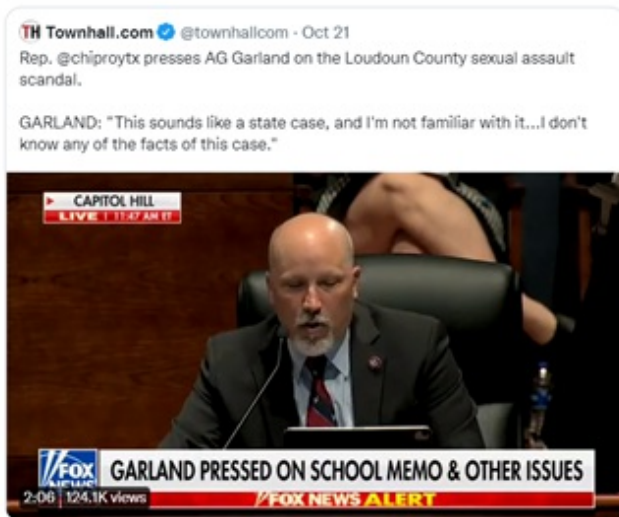 TH Townhall.com @townhallcom · Oct 21
Rep. @chiproytx presses AG Garland on the Loudoun County sexual assault
scandal.
GARLAND: "This sounds like a state case, and I'm not familiar with it...I don't
know any of the facts of this case."
CAPITOL HILL
LIVE 11:47 AM ET
FOX
NEWS
GARLAND PRESSED ON SCHOOL MEMO & OTHER ISSUES
2:06 124.1K views
FOX NEWS ALERT